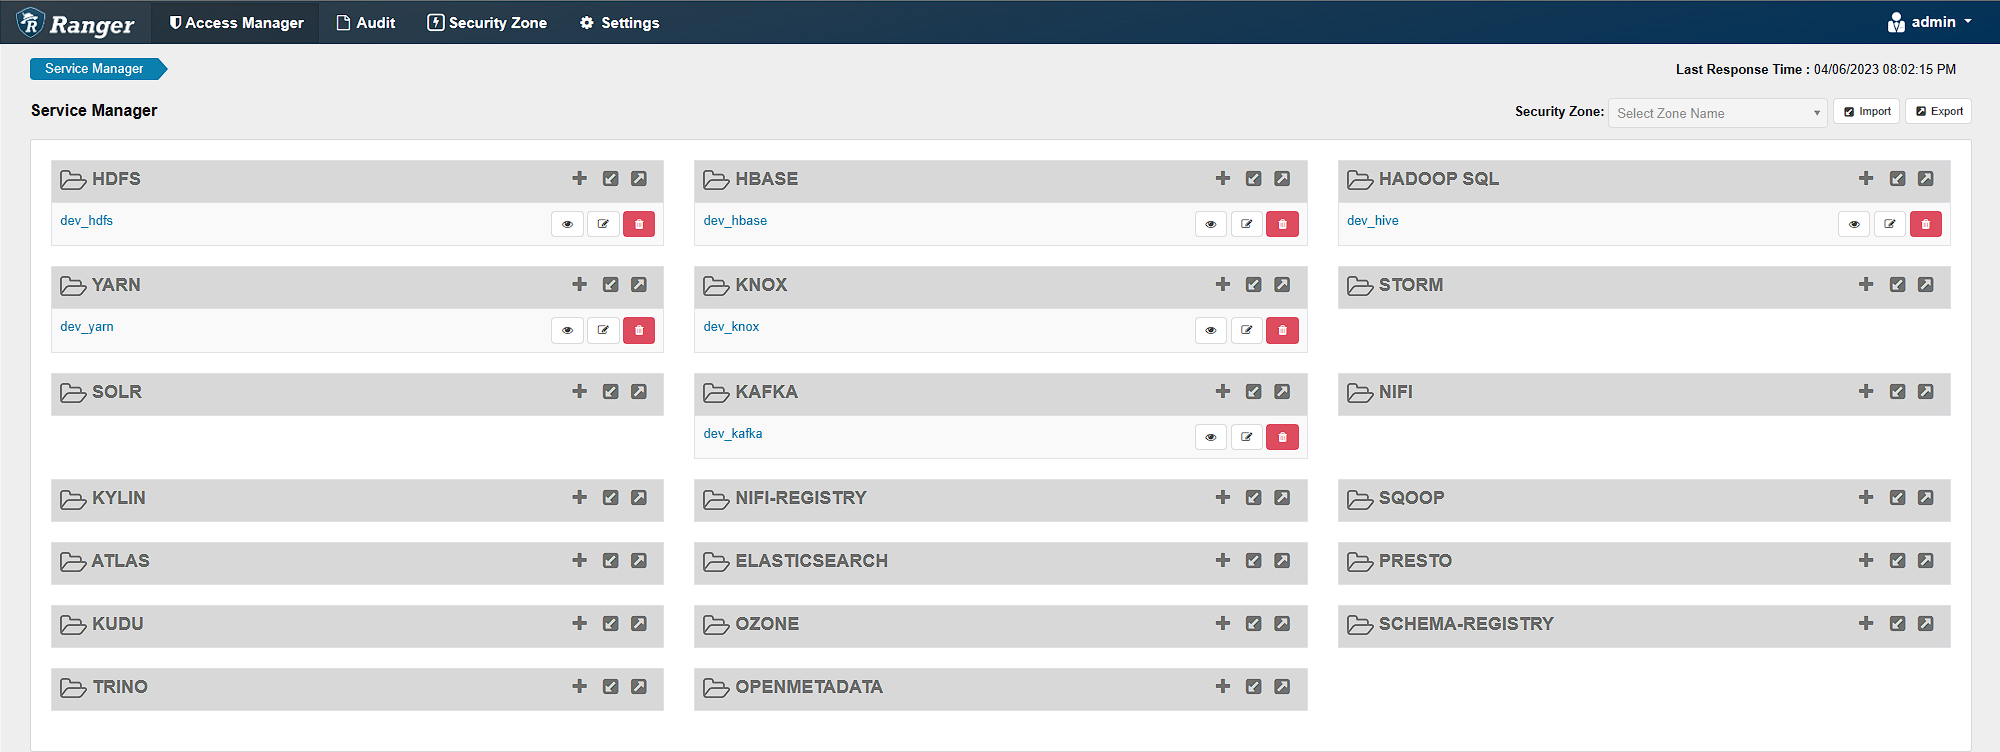 Ranger Access Manager Audit Security Zone Settings admin
Service Manager Last Response Time : 04/06/2023 08:02:15 PM
Service Manager Security Zone: Select Zone Name Import Export
HDFS HBASE HADOOP SQL
dev_hdfs dev_hbase dev_hive
YARN KNOX STORM
dev_yarn dev_knox
SOLR KAFKA NIFI
dev_kafka
KYLIN NIFI-REGISTRY SQOOP
ATLAS ELASTICSEARCH PRESTO
KUDU OZONE SCHEMA-REGISTRY
TRINO OPENMETADATA